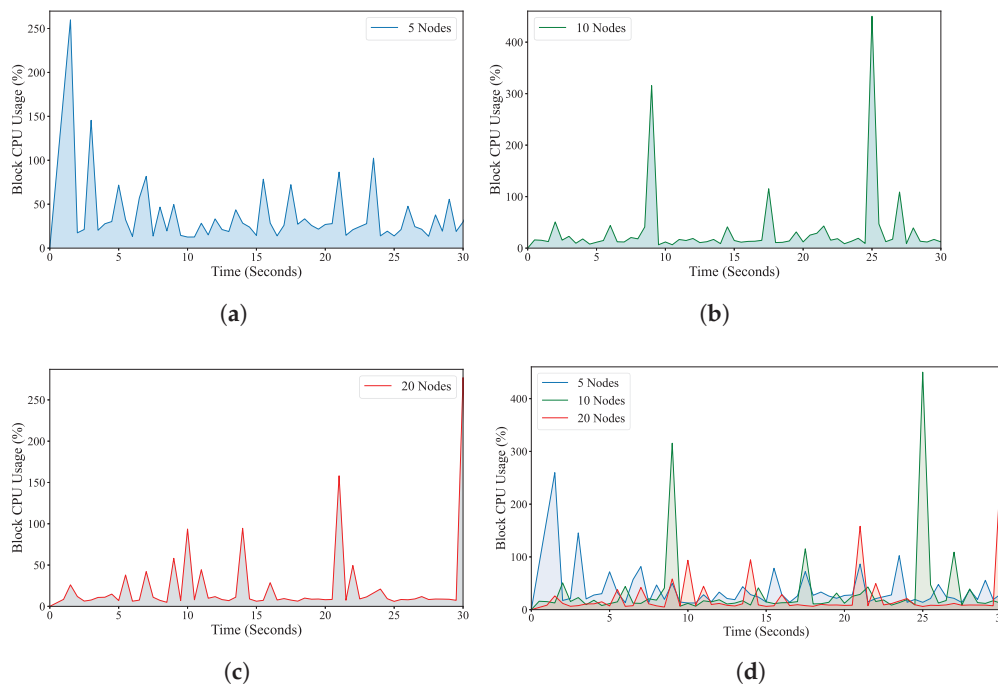 5 Nodes
Block CPU Usage (%)
250
200
150
100
50
0
0 5 10 15 20 25 30
Time (Seconds)
(a)
10 Nodes
Block CPU Usage (%)
400
300
200
100
0
0 5 10 15 20 25 30
Time (Seconds)
(b)
20 Nodes
Block CPU Usage (%)
250
200
150
100
50
0
0 5 10 15 20 25 30
Time (Seconds)
(c)
5 Nodes
10 Nodes
20 Nodes
Block CPU Usage (%)
400
300
200
100
0
0 5 10 15 20 25 30
Time (Seconds)
(d)